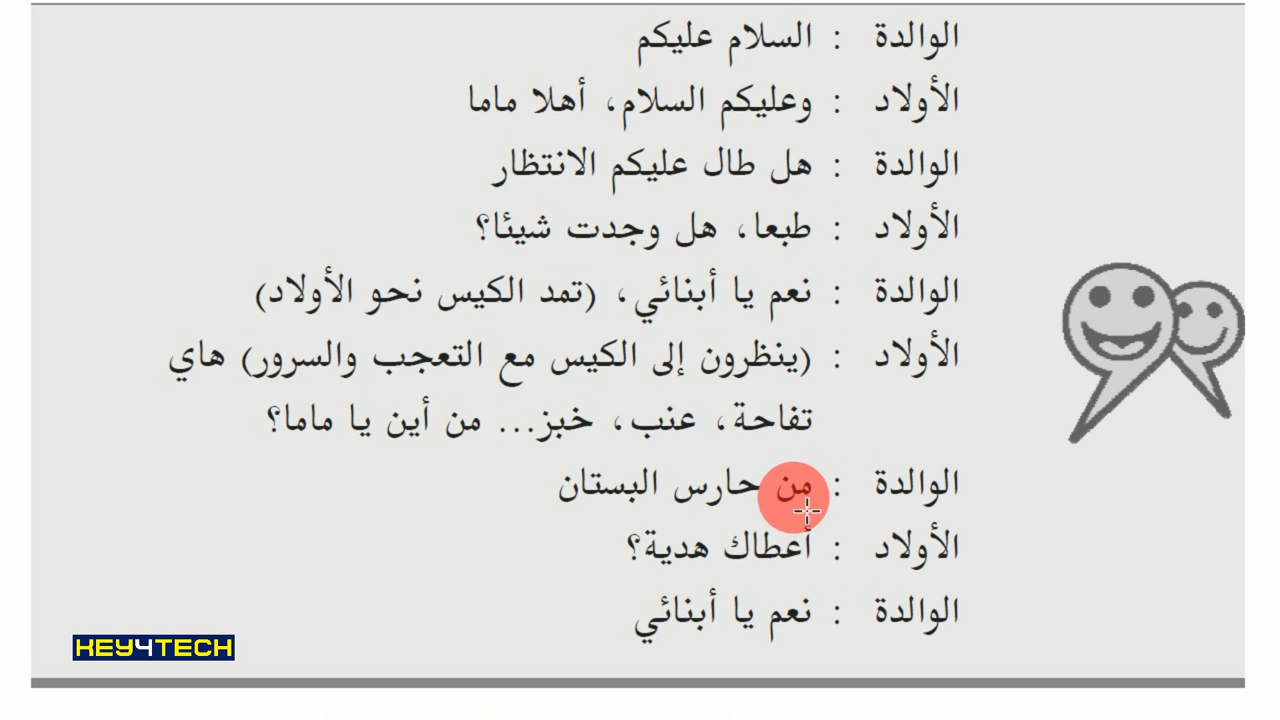 الوالدة : السلام عليكم
الأولاد : وعليكم السلام، أهلا ماما
الوالدة : هل طال عليكم الانتظار
الأولاد : طبعا، هل وجدت شيئا؟
الوالدة : نعم يا أبنائي، (تمد الكيس نحو الأولاد)
الأولاد : (ينظرون إلى الكيس مع التعجب والسرور) هاي
تفاحة، عنب، خبز... من أين يا ماما؟
الوالدة : من حارس البستان
الأولاد : أعطاك هدية؟
الوالدة : نعم يا أبنائي
KEY4TECH